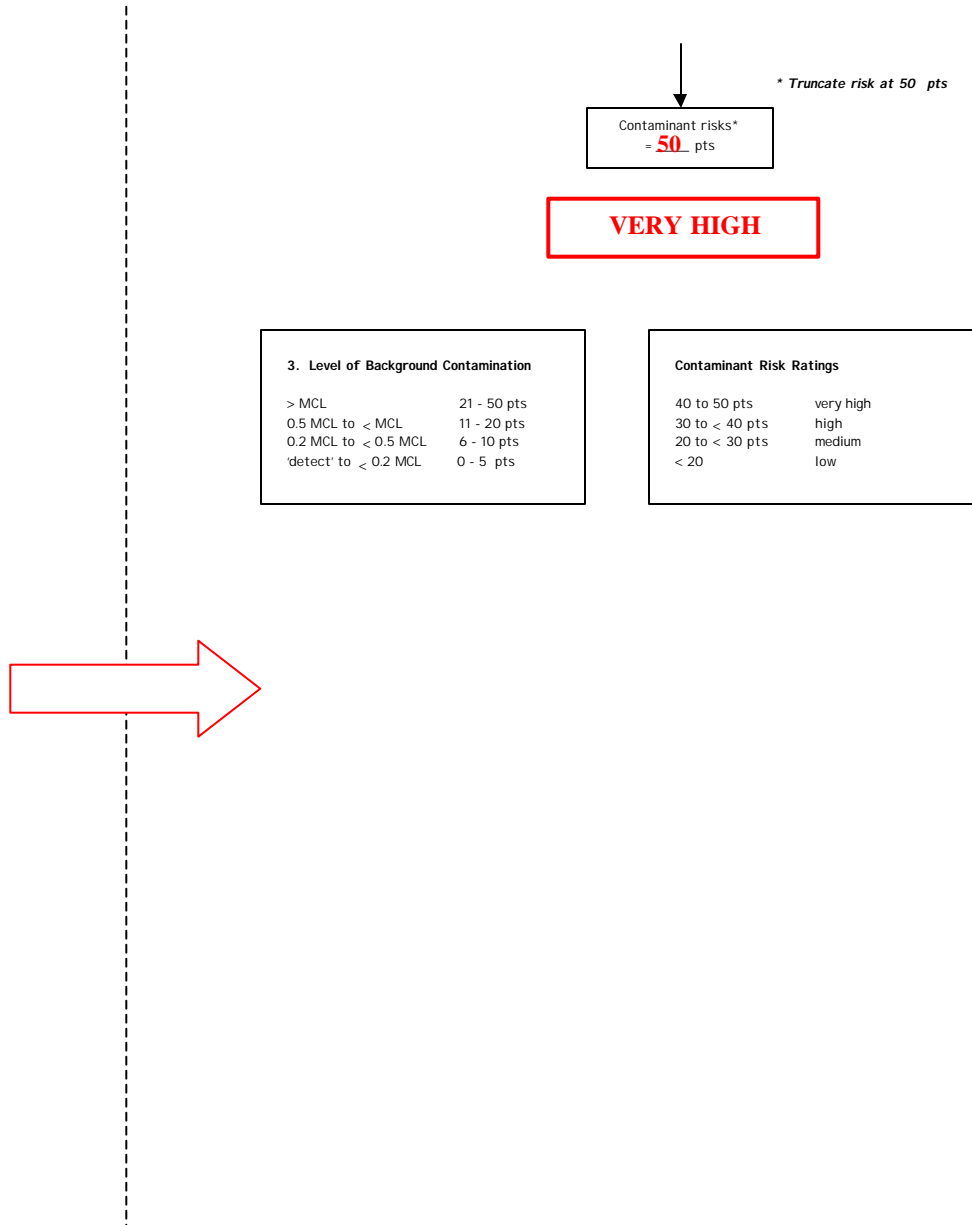 * Truncate risk at 50 pts
Contaminant risks*
= 50 pts
VERY HIGH
3. Level of Background Contamination
> MCL 21 - 50 pts
0.5 MCL to < MCL 11 - 20 pts
0.2 MCL to < 0.5 MCL 6 - 10 pts
'detect' to < 0.2 MCL 0 - 5 pts
Contaminant Risk Ratings
40 to 50 pts very high
30 to < 40 pts high
20 to < 30 pts medium
< 20 low